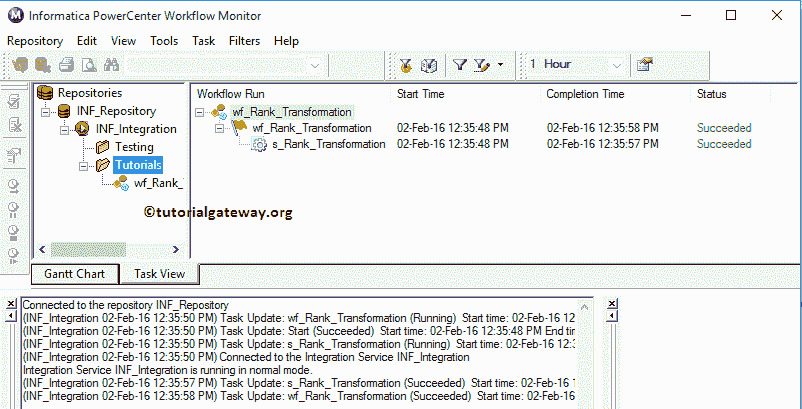 Informatica PowerCenter Workflow Monitor
Repository Edit View Tools Task Filters Help
1 Hour
Repositories
INF_Repository
INF_Integration
Testing
Tutorials
wf_Rank_
©tutorialgateway.org
Workflow Run Start Time Completion Time Status
wf_Rank_Transformation
wf_Rank_Transformation 02-Feb-16 12:35:48 PM 02-Feb-16 12:35:58 PM Succeeded
s_Rank_Transformation 02-Feb-16 12:35:48 PM 02-Feb-16 12:35:57 PM Succeeded
Gantt Chart Task View
Connected to the repository INF_Repository
(INF_Integration 02-Feb-16 12:35:50 PM) Task Update: wf_Rank_Transformation (Running) Start time: 02-Feb-16 12
(INF_Integration 02-Feb-16 12:35:50 PM) Task Update: Start (Succeeded) Start time: 02-Feb-16 12:35:48 PM End tin
(INF_Integration 02-Feb-16 12:35:50 PM) Task Update: s_Rank_Transformation (Running) Start time: 02-Feb-16 12:
(INF_Integration 02-Feb-16 12:35:50 PM) Connected to the Integration Service INF_Integration
Integration Service INF_Integration is running in normal mode.
(INF_Integration 02-Feb-16 12:35:57 PM) Task Update: s_Rank_Transformation (Succeeded) Start time: 02-Feb-16
(INF_Integration 02-Feb-16 12:35:58 PM) Task Update: wf_Rank_Transformation (Succeeded) Start time: 02-Feb-16